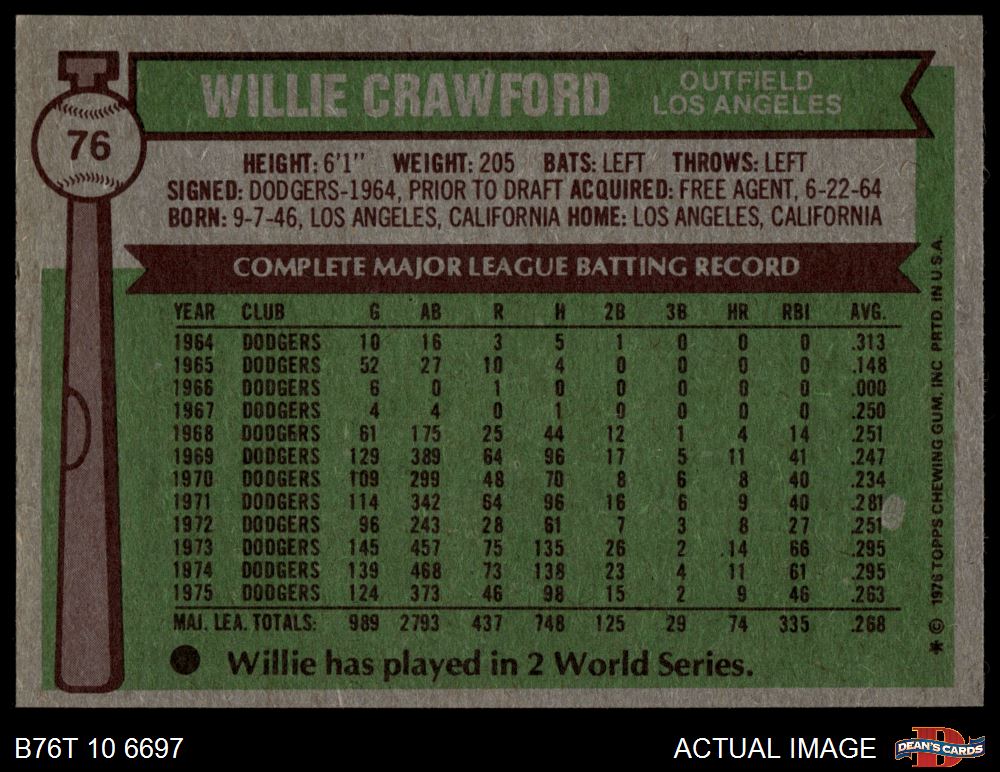 76
WILLIE CRAWFORD
OUTFIELD
LOS ANGELES
HEIGHT: 6'1" WEIGHT: 205 BATS: LEFT THROWS: LEFT
SIGNED: DODGERS-1964, PRIOR TO DRAFT ACQUIRED: FREE AGENT, 6-22-64
BORN: 9-7-46, LOS ANGELES, CALIFORNIA HOME: LOS ANGELES, CALIFORNIA
COMPLETE MAJOR LEAGUE BATTING RECORD
YEAR CLUB G AB R H 2B 3B HR RBI AVG.
1964 DODGERS 10 16 3 5 1 0 0 0 .313
1965 DODGERS 52 27 10 4 0 0 0 0 .148
1966 DODGERS 6 0 1 0 0 0 0 0 .000
1967 DODGERS 4 4 0 1 0 0 0 0 .250
1968 DODGERS 61 175 25 44 12 1 4 14 .251
1969 DODGERS 129 389 64 96 17 5 11 41 .247
1970 DODGERS 109 299 48 70 8 6 8 40 .234
1971 DODGERS 114 342 64 96 16 6 9 40 .281
1972 DODGERS 96 243 28 61 7 3 8 27 .251
1973 DODGERS 145 457 75 135 26 2 14 66 .295
1974 DODGERS 139 468 73 138 23 4 11 61 .295
1975 DODGERS 124 373 46 98 15 2 9 46 .263
MAJ. LEA. TOTALS: 989 2793 437 748 125 29 74 335 .268
Willie has played in 2 World Series.
* © 1976 TOPPS CHEWING GUM, INC PRTD. IN U.S.A.
B76T 10 6697
ACTUAL IMAGE
D
DEAN'S CARDS